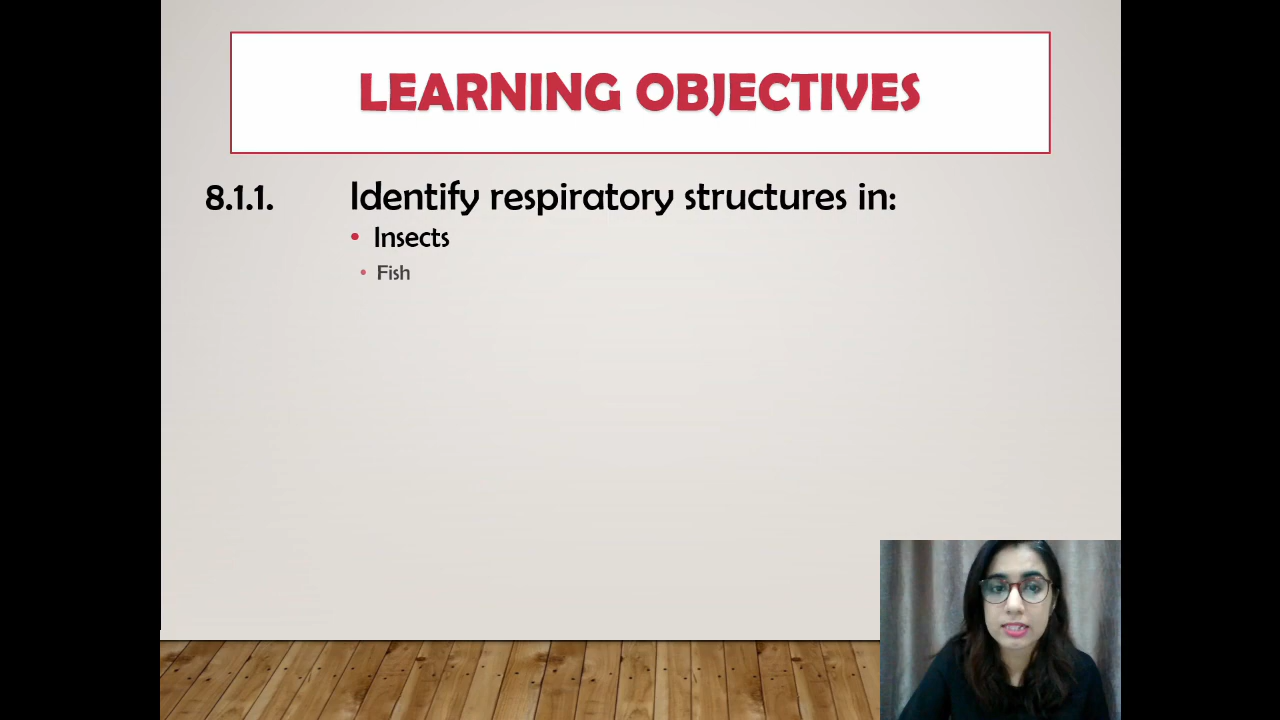 LEARNING OBJECTIVES
8.1.1. Identify respiratory structures in:
• Insects
• Fish